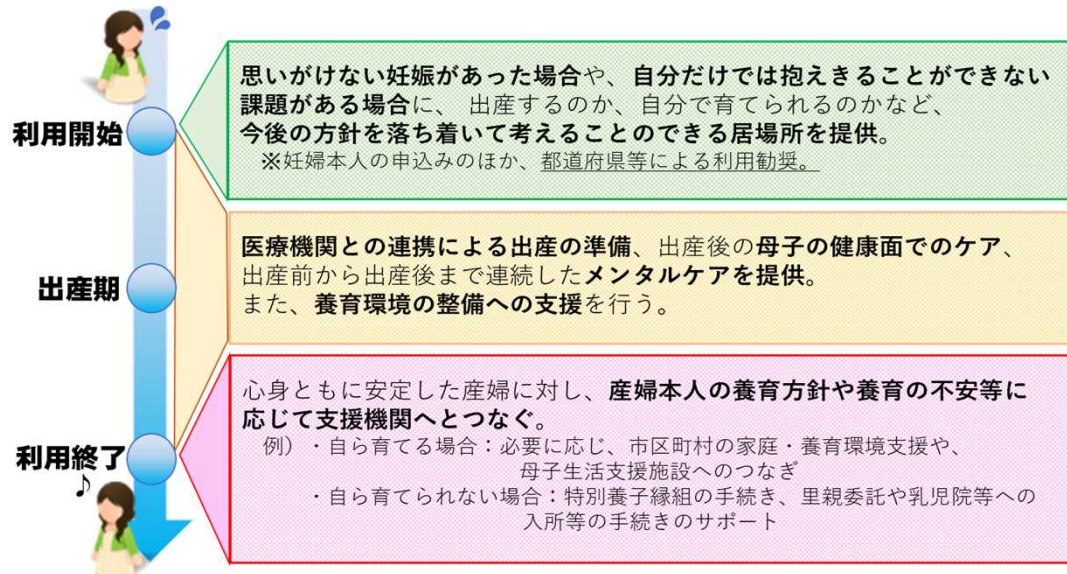 利用開始
思いがけない妊娠があった場合や、自分だけでは抱えきることができない
課題がある場合に、 出産するのか、自分で育てられるのかなど、
今後の方針を落ち着いて考えることのできる居場所を提供。
※妊婦本人の申込みのほか、都道府県等による利用勧奨。
出産期
医療機関との連携による出産の準備、出産後の母子の健康面でのケア、
出産前から出産後まで連続したメンタルケアを提供。
また、養育環境の整備への支援を行う。
利用終了
♪
心身ともに安定した産婦に対し、産婦本人の養育方針や養育の不安等に
応じて支援機関へとつなぐ。
例）・自ら育てる場合：必要に応じ、市区町村の家庭・養育環境支援や、
母子生活支援施設へのつなぎ
・自ら育てられない場合：特別養子縁組の手続き、里親委託や乳児院等への
入所等の手続きのサポート